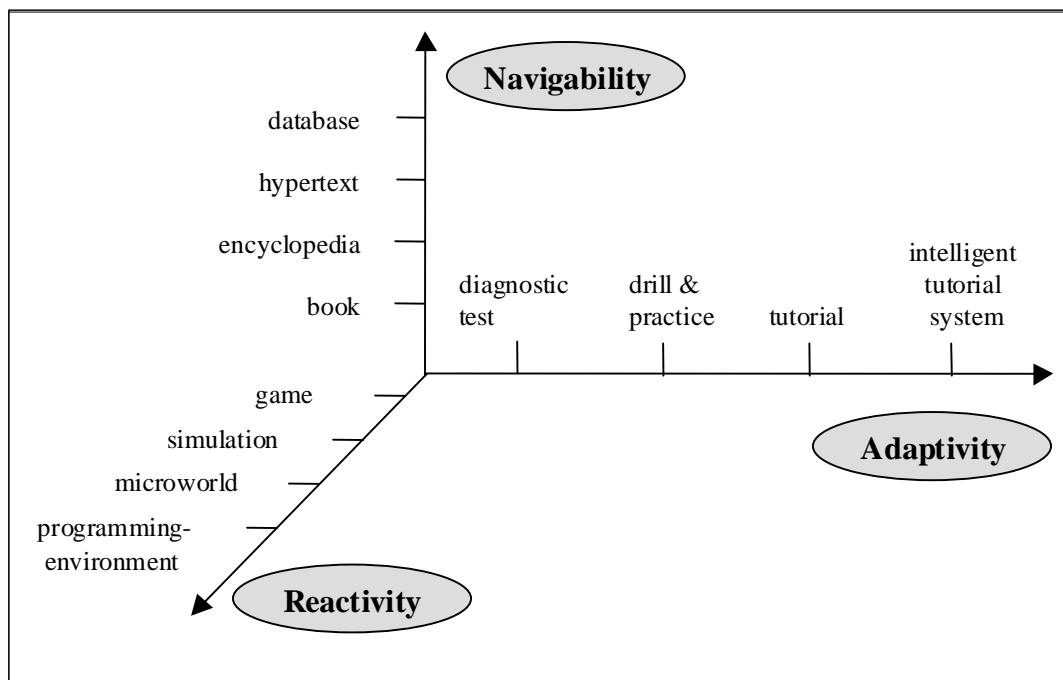 Navigability
database
hypertext
encyclopedia
book
diagnostic
test
drill &
practice
tutorial
intelligent
tutorial
system
Adaptivity
game
simulation
microworld
programming-
environment
Reactivity